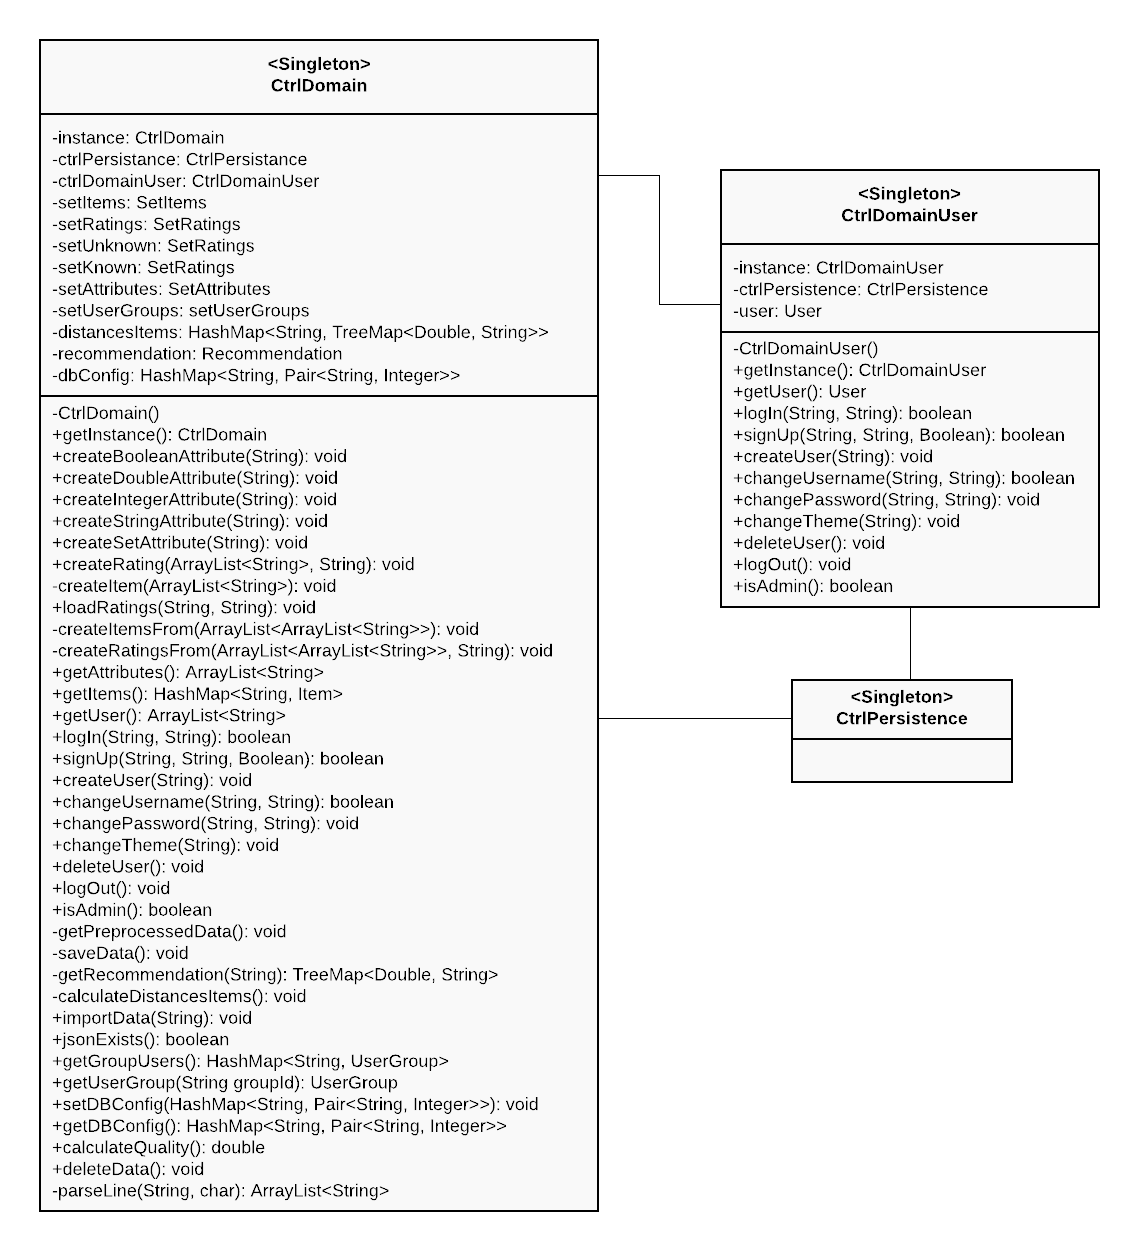 <Singleton>
CtrlDomain
-instance: CtrlDomain
-ctrlPersistance: CtrlPersistance
-ctrlDomainUser: CtrlDomainUser
-setItems: SetItems
-setRatings: SetRatings
-setUnknown: SetRatings
-setKnown: SetRatings
-setAttributes: SetAttributes
-setUserGroups: setUserGroups
-distancesItems: HashMap<String, TreeMap<Double, String>>
-recommendation: Recommendation
-dbConfig: HashMap<String, Pair<String, Integer>>
-CtrlDomain()
+getInstance(): CtrlDomain
+createBooleanAttribute(String): void
+createDoubleAttribute(String): void
+createIntegerAttribute(String): void
+createStringAttribute(String): void
+createSetAttribute(String): void
+createRating(ArrayList<String>, String): void
-createItem(ArrayList<String>): void
+loadRatings(String, String): void
-createItemsFrom(ArrayList<ArrayList<String>>): void
-createRatingsFrom(ArrayList<ArrayList<String>>, String): void
+getAttributes(): ArrayList<String>
+getItems(): HashMap<String, Item>
+getUser(): ArrayList<String>
+logIn(String, String): boolean
+signUp(String, String, Boolean): boolean
+createUser(String): void
+changeUsername(String, String): boolean
+changePassword(String, String): void
+changeTheme(String): void
+deleteUser(): void
+logOut(): void
+isAdmin(): boolean
-getPreprocessedData(): void
-saveData(): void
-getRecommendation(String): TreeMap<Double, String>
-calculateDistancesItems(): void
+importData(String): void
+jsonExists(): boolean
+getGroupUsers(): HashMap<String, UserGroup>
+getUserGroup(String groupId): UserGroup
+setDBConfig(HashMap<String, Pair<String, Integer>>): void
+getDBConfig(): HashMap<String, Pair<String, Integer>>
+calculateQuality(): double
+deleteData(): void
-parseLine(String, char): ArrayList<String>
<Singleton>
CtrlDomainUser
-instance: CtrlDomainUser
-ctrlPersistence: CtrlPersistence
-user: User
-CtrlDomainUser()
+getInstance(): CtrlDomainUser
+getUser(): User
+logIn(String, String): boolean
+signUp(String, String, Boolean): boolean
+createUser(String): void
+changeUsername(String, String): boolean
+changePassword(String, String): void
+changeTheme(String): void
+deleteUser(): void
+logOut(): void
+isAdmin(): boolean
<Singleton>
CtrlPersistence